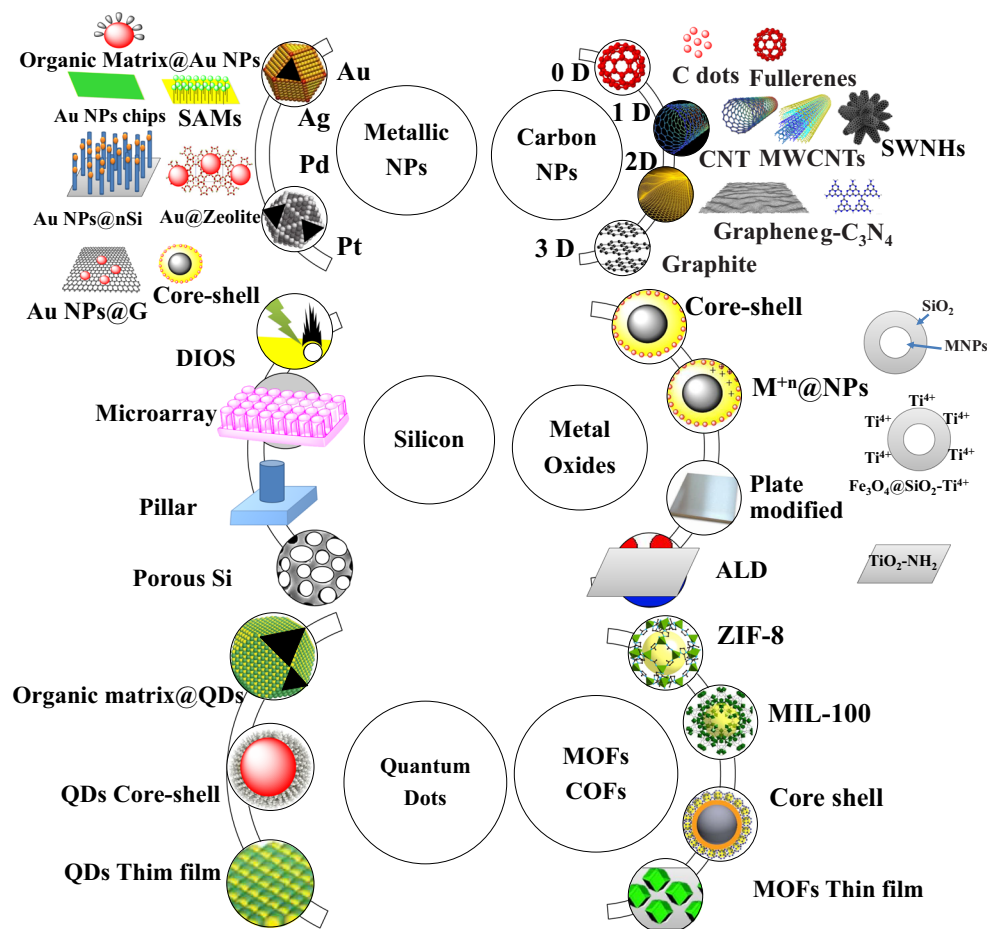 Organic Matrix@Au NPs
Au NPs chips
SAMs
Au NPs@nSi
Au@Zeolite
Au NPs@G
Core-shell
Au
Ag
Pd
Pt
Metallic
NPs
Carbon
NPs
0 D
1 D
2D
3 D
C dots
Fullerenes
CNT
MWCNTs
SWNHs
Graphene
g-C₃N₄
Graphite
DIOS
Microarray
Pillar
Porous Si
Silicon
Metal
Oxides
Core-shell
M⁺ⁿ@NPs
Plate
modified
ALD
SiO₂
MNPs
Ti⁴⁺
Ti⁴⁺
Ti⁴⁺
Ti⁴⁺
Ti⁴⁺
Fe₃O₄@SiO₂-Ti⁴⁺
TiO₂-NH₂
Organic matrix@QDs
QDs Core-shell
QDs Thim film
Quantum
Dots
MOFs
COFs
ZIF-8
MIL-100
Core shell
MOFs Thin film